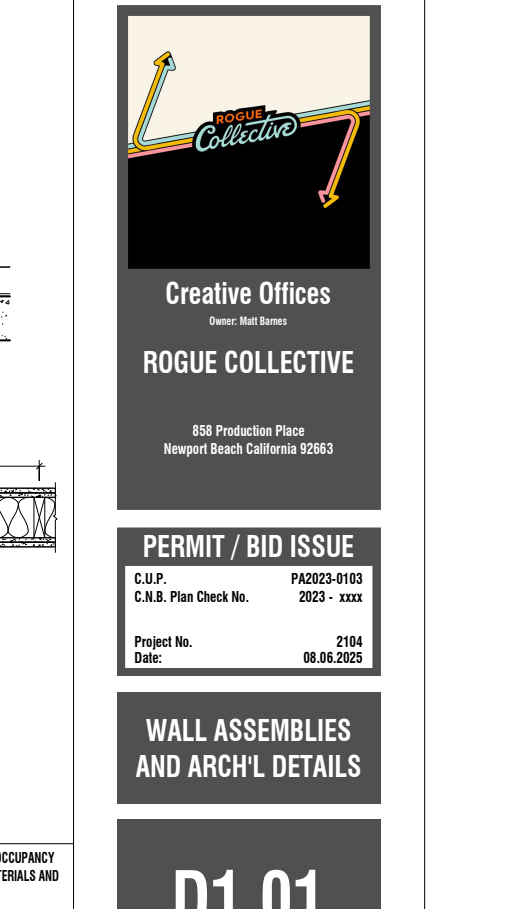 ROGUE
Collective
Creative Offices
Owner: Matt Barnes
ROGUE COLLECTIVE
858 Production Place
Newport Beach California 92663
PERMIT / BID ISSUE
C.U.P. PA2023-0103
C.N.B. Plan Check No. 2023 - xxxx
Project No. 2104
Date: 08.06.2025
WALL ASSEMBLIES
AND ARCH'L DETAILS
OCCUPANCY
AND
D1.01